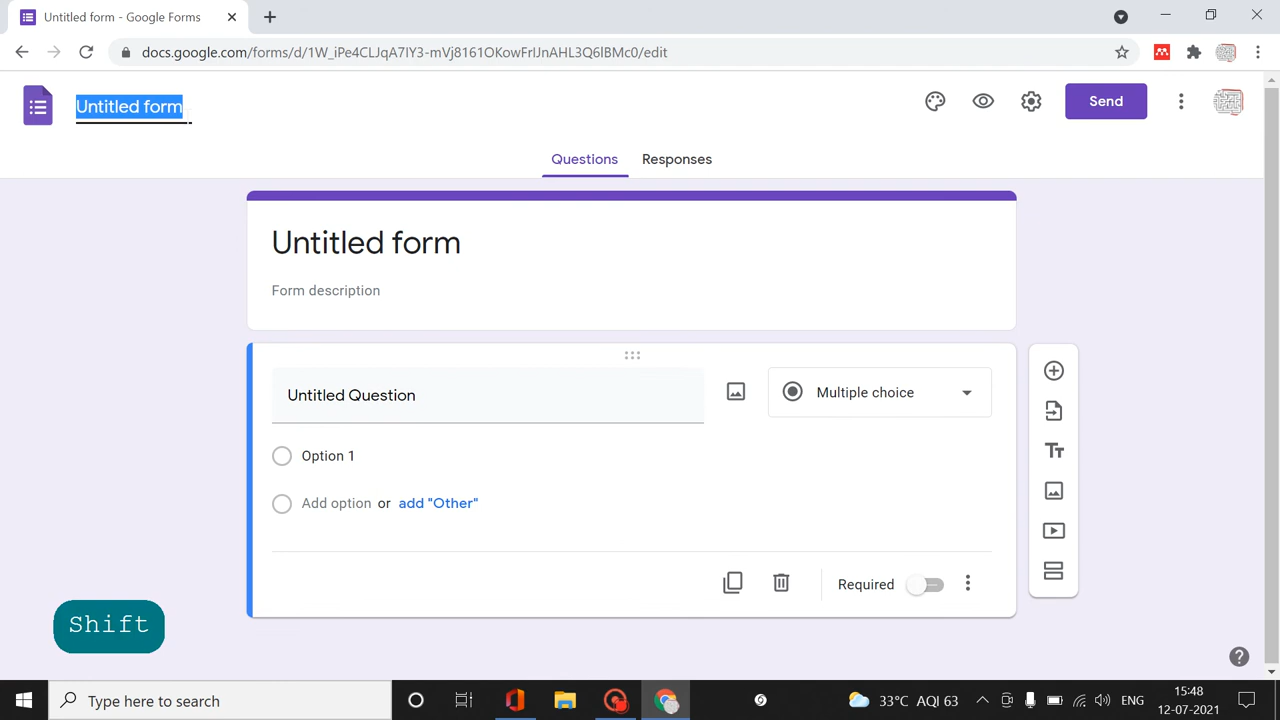 Untitled form - Google Forms
docs.google.com/forms/d/1W_iPe4CLJqA7lY3-mVj8161OKowFrlJnAHL3Q6lBMc0/edit
Untitled form
Send
Questions Responses
Untitled form
Form description
Untitled Question
Multiple choice
Option 1
Add option or add "Other"
Required
Shift
Type here to search
33°C AQI 63
ENG
15:48
12-07-2021